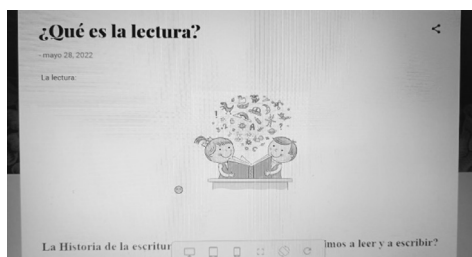 ¿Qué es la lectura?
- mayo 28, 2022
La lectura:
La Historia de la escritur imos a leer y a escribir?